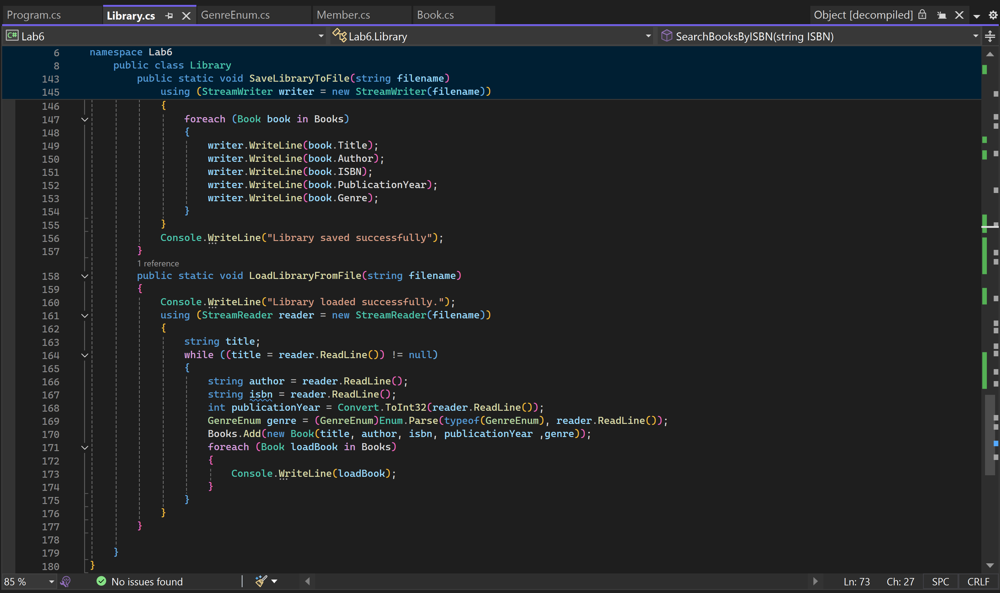 Program.cs Library.cs GenreEnum.cs Member.cs Book.cs Object [decompiled]
C# Lab6 Lab6.Library SearchBooksByISBN(string ISBN)
6 namespace Lab6
8 public class Library
143 public static void SaveLibraryToFile(string filename)
145 using (StreamWriter writer = new StreamWriter(filename))
146 {
147 foreach (Book book in Books)
148 {
149 writer.WriteLine(book.Title);
150 writer.WriteLine(book.Author);
151 writer.WriteLine(book.ISBN);
152 writer.WriteLine(book.PublicationYear);
153 writer.WriteLine(book.Genre);
154 }
155 }
156 Console.WriteLine("Library saved successfully");
157 }
1 reference
158 public static void LoadLibraryFromFile(string filename)
159 {
160 Console.WriteLine("Library loaded successfully.");
161 using (StreamReader reader = new StreamReader(filename))
162 {
163 string title;
164 while ((title = reader.ReadLine()) != null)
165 {
166 string author = reader.ReadLine();
167 string isbn = reader.ReadLine();
168 int publicationYear = Convert.ToInt32(reader.ReadLine());
169 GenreEnum genre = (GenreEnum)Enum.Parse(typeof(GenreEnum), reader.ReadLine());
170 Books.Add(new Book(title, author, isbn, publicationYear ,genre));
171 foreach (Book loadBook in Books)
172 {
173 Console.WriteLine(loadBook);
174 }
175 }
176 }
177 }
178
179 }
180 }
85 % No issues found Ln: 73 Ch: 27 SPC CRLF